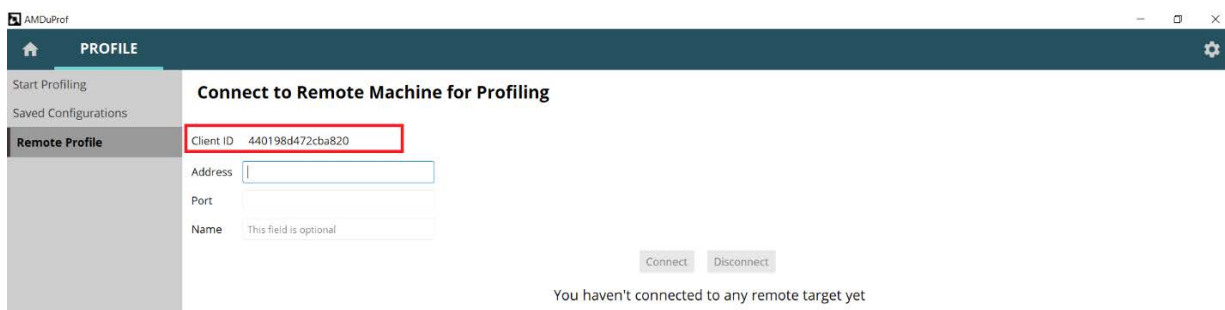 AMDuProf
PROFILE
Start Profiling
Saved Configurations
Remote Profile
Connect to Remote Machine for Profiling
Client ID 440198d472cba820
Address
Port
Name This field is optional
Connect Disconnect
You haven't connected to any remote target yet